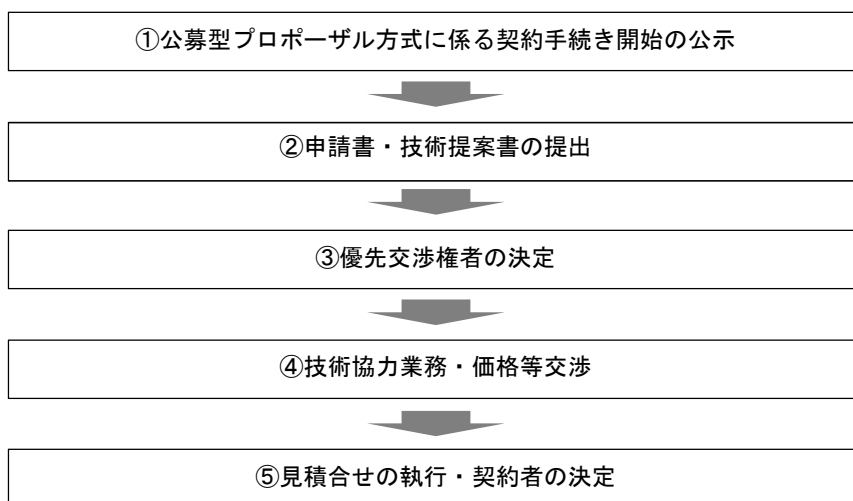 ①公募型プロポーザル方式に係る契約手続き開始の公示
②申請書・技術提案書の提出
③優先交渉権者の決定
④技術協力業務・価格等交渉
⑤見積合せの執行・契約者の決定